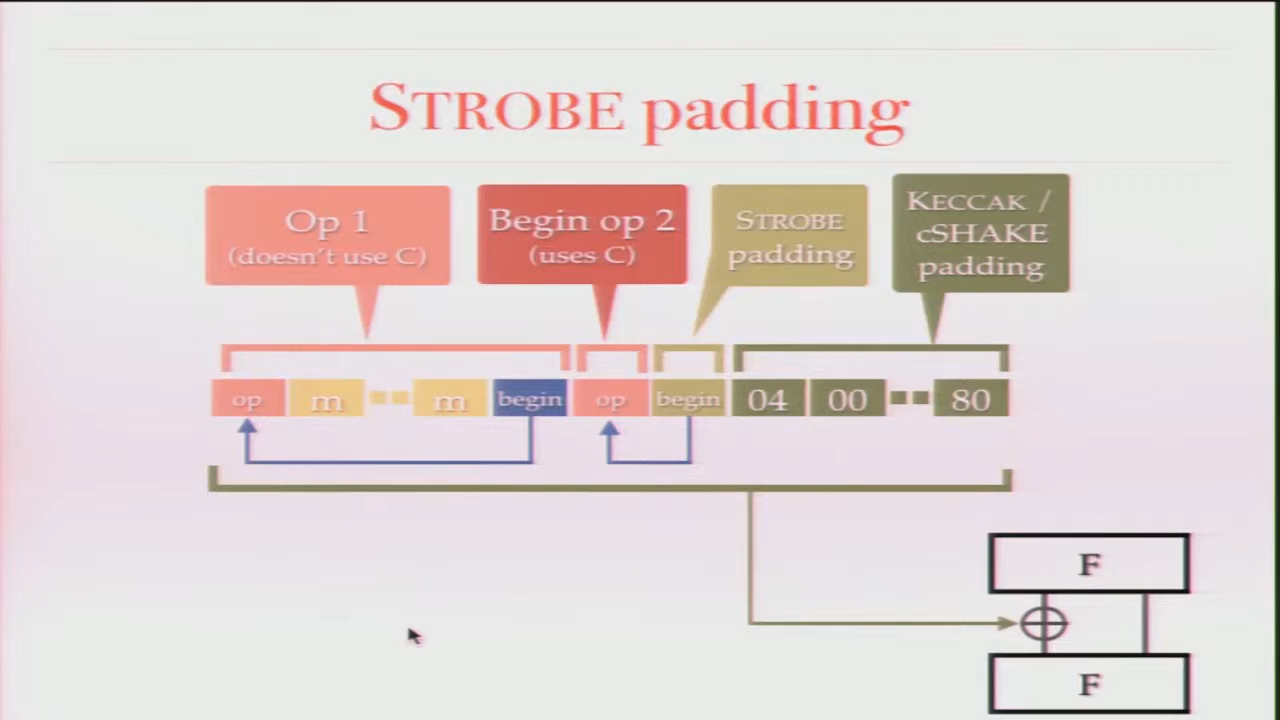 STROBE padding
Op 1
(doesn't use C)
Begin op 2
(uses C)
STROBE
padding
KECCAK /
cSHAKE
padding
op m m begin op begin 04 00 80
F
F